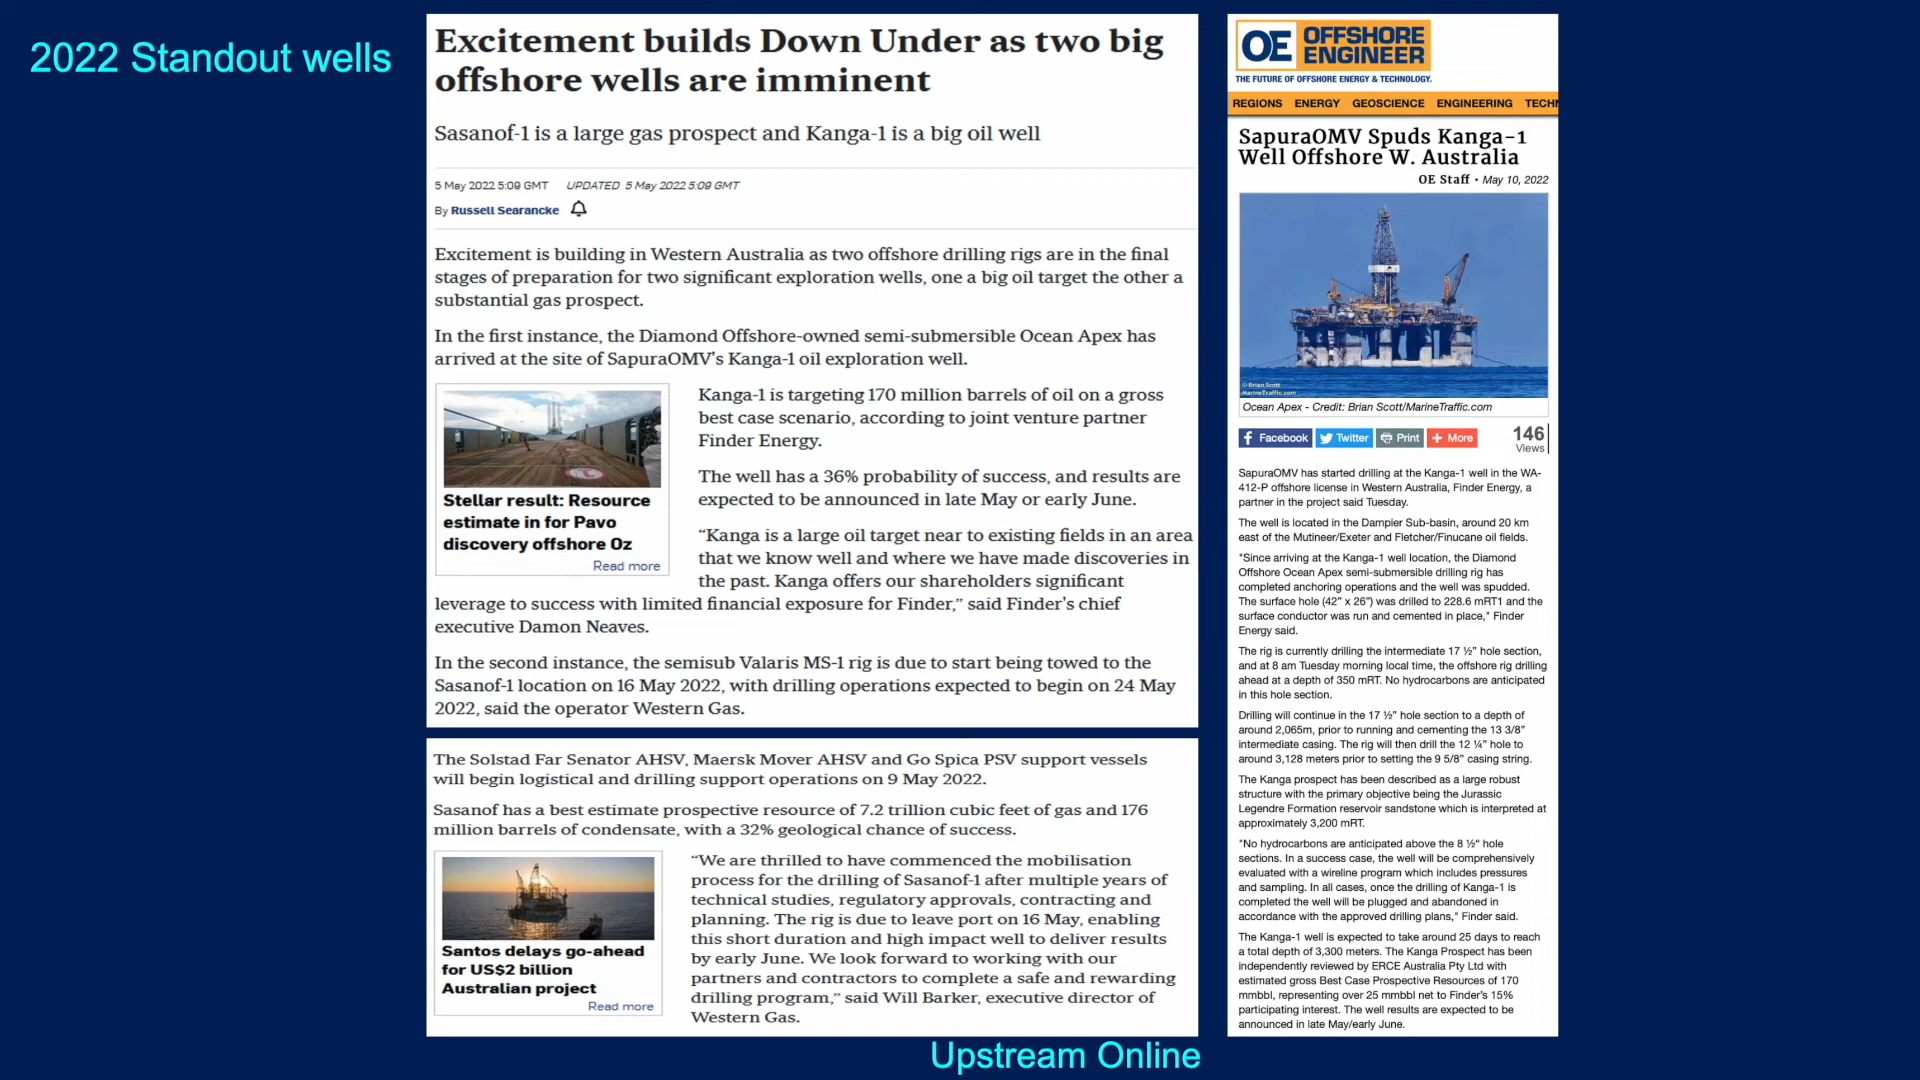 2022 Standout wells
Excitement builds Down Under as two big
offshore wells are imminent
Sasanof-1 is a large gas prospect and Kanga-1 is a big oil well
5 May 2022 5:09 GMT UPDATED 5 May 2022 5:09 GMT
By Russell Searancke
Excitement is building in Western Australia as two offshore drilling rigs are in the final
stages of preparation for two significant exploration wells, one a big oil target the other a
substantial gas prospect.
In the first instance, the Diamond Offshore-owned semi-submersible Ocean Apex has
arrived at the site of SapuraOMV's Kanga-1 oil exploration well.
Stellar result: Resource
estimate in for Pavo
discovery offshore Oz
Read more
Kanga-1 is targeting 170 million barrels of oil on a gross
best case scenario, according to joint venture partner
Finder Energy.
The well has a 36% probability of success, and results are
expected to be announced in late May or early June.
“Kanga is a large oil target near to existing fields in an area
that we know well and where we have made discoveries in
the past. Kanga offers our shareholders significant
leverage to success with limited financial exposure for Finder,” said Finder's chief
executive Damon Neaves.
In the second instance, the semisub Valaris MS-1 rig is due to start being towed to the
Sasanof-1 location on 16 May 2022, with drilling operations expected to begin on 24 May
2022, said the operator Western Gas.
The Solstad Far Senator AHSV, Maersk Mover AHSV and Go Spica PSV support vessels
will begin logistical and drilling support operations on 9 May 2022.
Sasanof has a best estimate prospective resource of 7.2 trillion cubic feet of gas and 176
million barrels of condensate, with a 32% geological chance of success.
Santos delays go-ahead
for US$2 billion
Australian project
Read more
“We are thrilled to have commenced the mobilisation
process for the drilling of Sasanof-1 after multiple years of
technical studies, regulatory approvals, contracting and
planning. The rig is due to leave port on 16 May, enabling
this short duration and high impact well to deliver results
by early June. We look forward to working with our
partners and contractors to complete a safe and rewarding
drilling program,” said Will Barker, executive director of
Western Gas.
Upstream Online
OE OFFSHORE
ENGINEER
THE FUTURE OF OFFSHORE ENERGY & TECHNOLOGY.
REGIONS ENERGY GEOSCIENCE ENGINEERING TECHN
SapuraOMV Spuds Kanga-1
Well Offshore W. Australia
OE Staff • May 10, 2022
© Brian Scott
MarineTraffic.com
Ocean Apex - Credit: Brian Scott/MarineTraffic.com
Facebook Twitter Print More
146
Views
SapuraOMV has started drilling at the Kanga-1 well in the WA-
412-P offshore license in Western Australia, Finder Energy, a
partner in the project said Tuesday.
The well is located in the Dampier Sub-basin, around 20 km
east of the Mutineer/Exeter and Fletcher/Finucane oil fields.
"Since arriving at the Kanga-1 well location, the Diamond
Offshore Ocean Apex semi-submersible drilling rig has
completed anchoring operations and the well was spudded.
The surface hole (42” x 26”) was drilled to 228.6 mRT1 and the
surface conductor was run and cemented in place," Finder
Energy said.
The rig is currently drilling the intermediate 17 ½” hole section,
and at 8 am Tuesday morning local time, the offshore rig drilling
ahead at a depth of 350 mRT. No hydrocarbons are anticipated
in this hole section.
Drilling will continue in the 17 ½” hole section to a depth of
around 2,065m, prior to running and cementing the 13 3/8”
intermediate casing. The rig will then drill the 12 ¼” hole to
around 3,128 meters prior to setting the 9 5/8” casing string.
The Kanga prospect has been described as a large robust
structure with the primary objective being the Jurassic
Legendre Formation reservoir sandstone which is interpreted at
approximately 3,200 mRT.
"No hydrocarbons are anticipated above the 8 ½“ hole
sections. In a success case, the well will be comprehensively
evaluated with a wireline program which includes pressures
and sampling. In all cases, once the drilling of Kanga-1 is
completed the well will be plugged and abandoned in
accordance with the approved drilling plans," Finder said.
The Kanga-1 well is expected to take around 25 days to reach
a total depth of 3,300 meters. The Kanga Prospect has been
independently reviewed by ERCE Australia Pty Ltd with
estimated gross Best Case Prospective Resources of 170
mmbbl, representing over 25 mmbbl net to Finder’s 15%
participating interest. The well results are expected to be
announced in late May/early June.